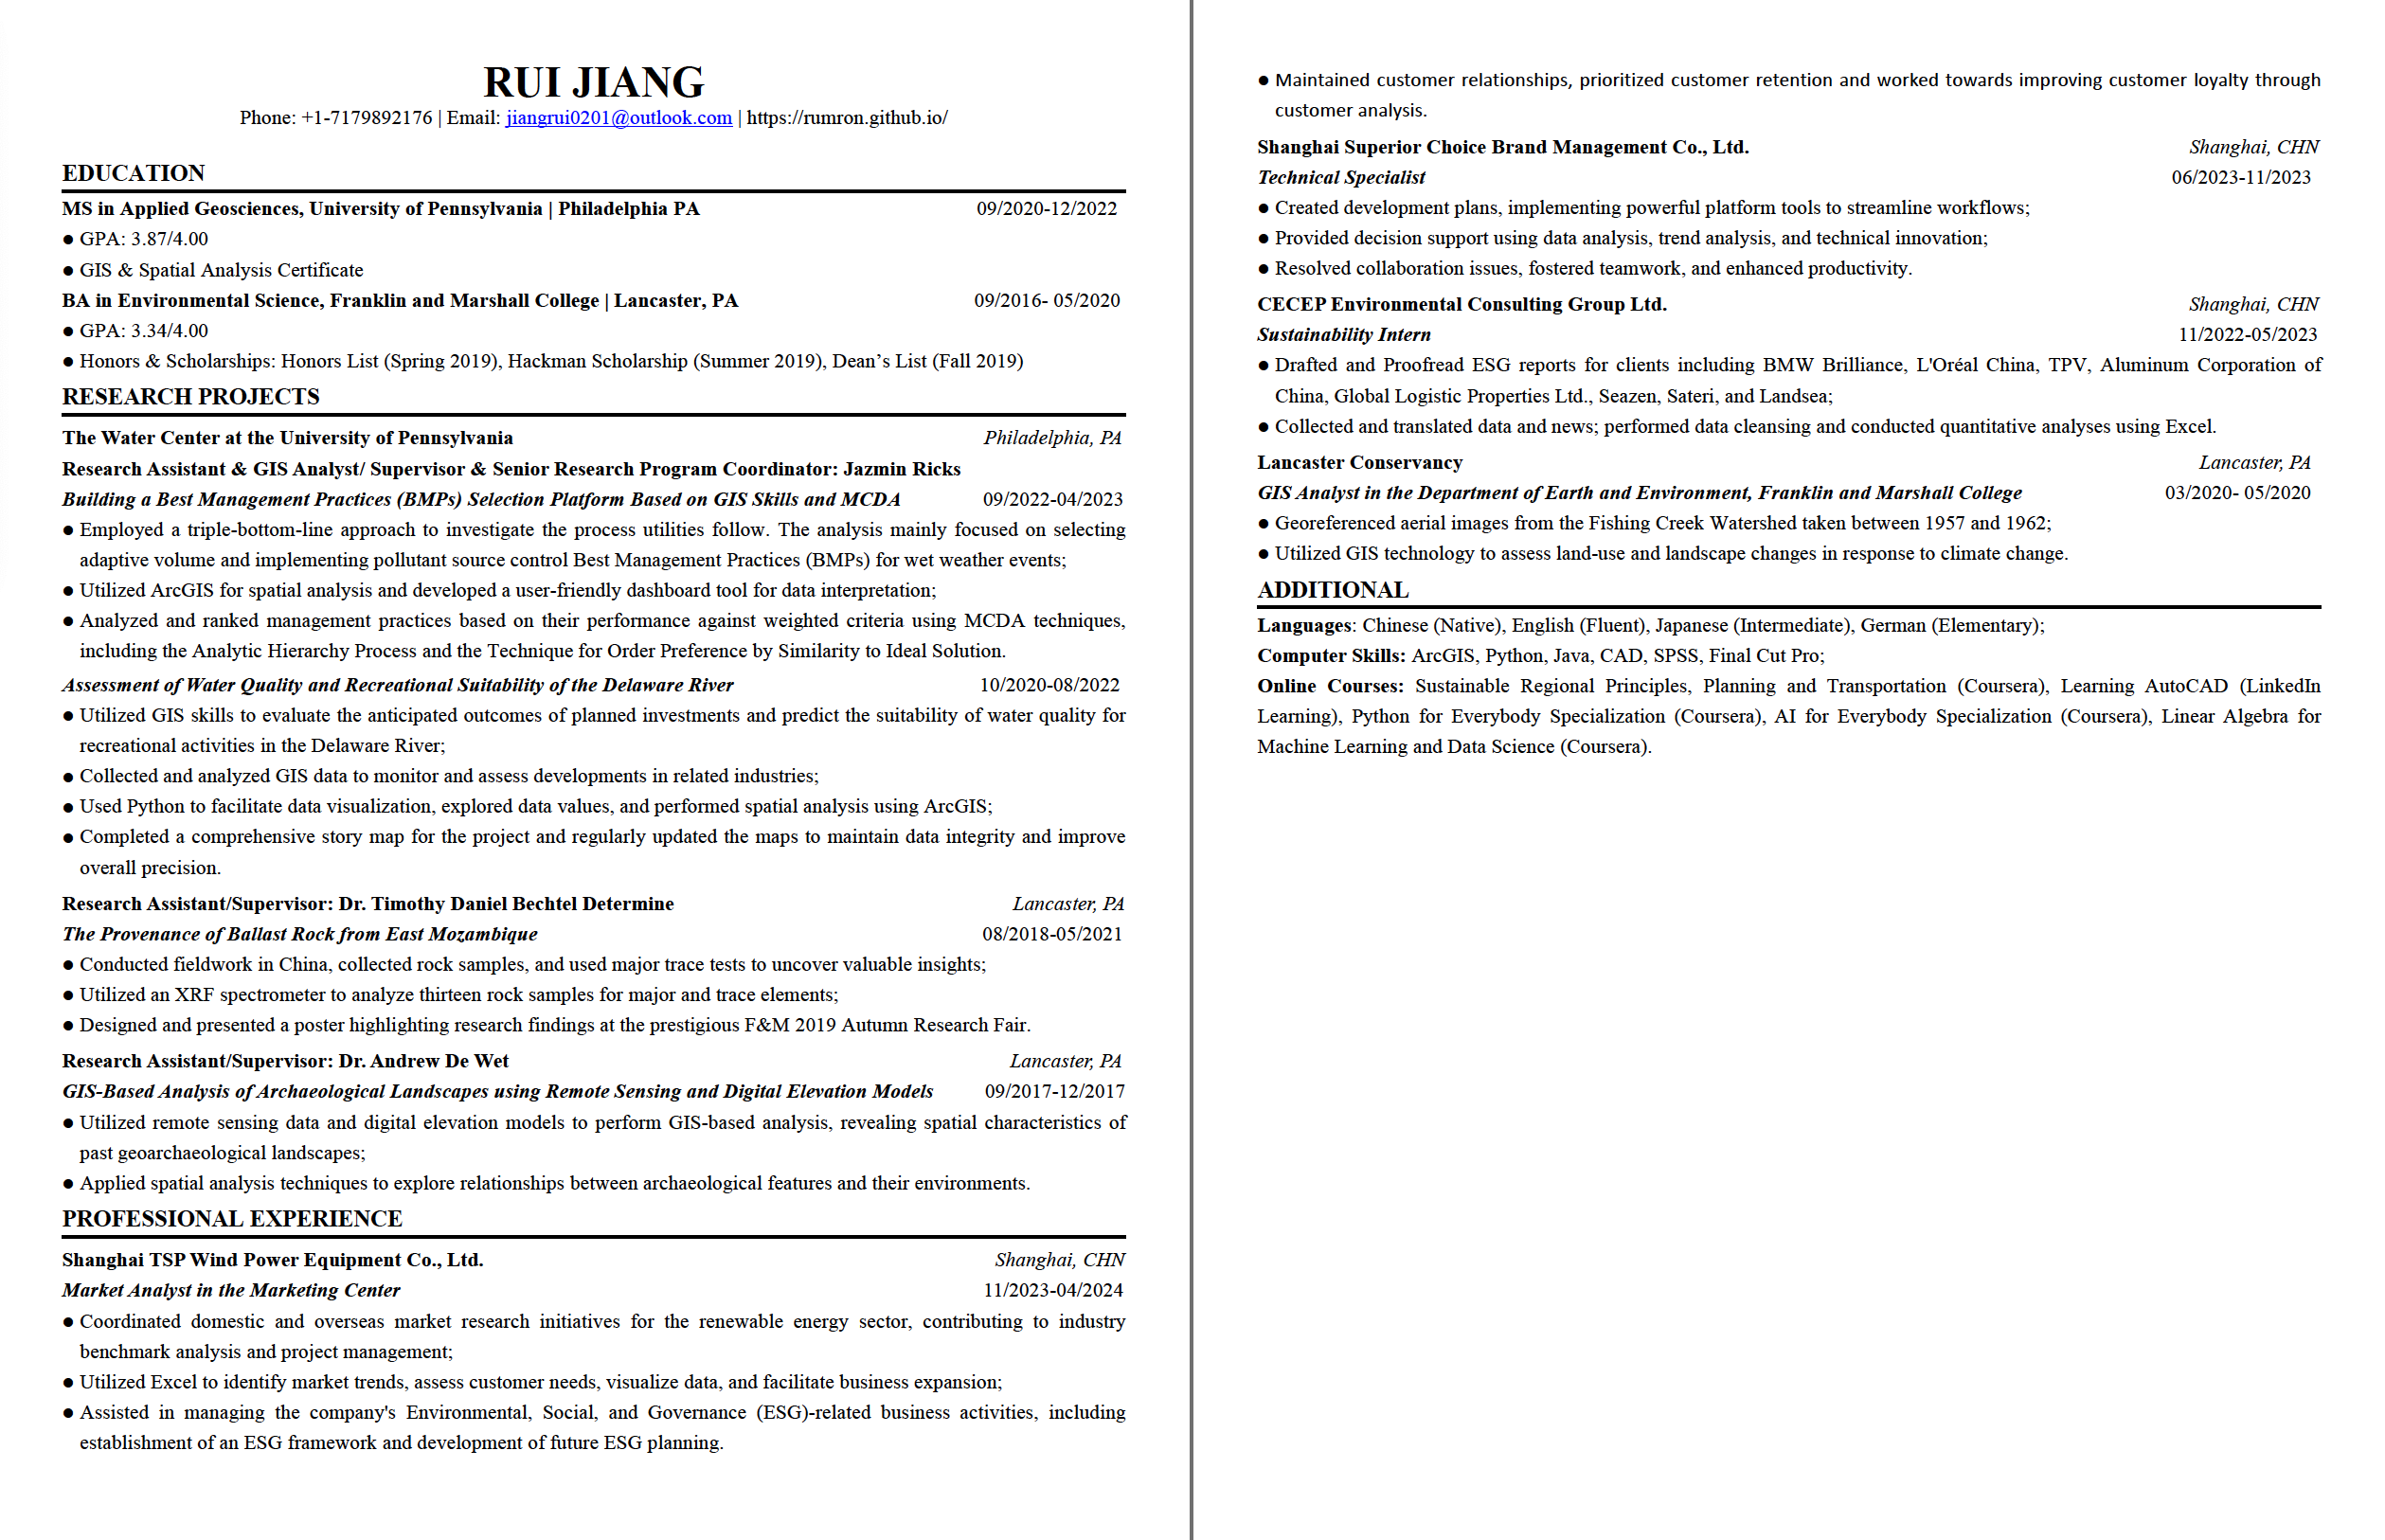 RUI JIANG
Phone: +1-7179892176 | Email: jiangrui0201@outlook.com | https://rumron.github.io/
EDUCATION
MS in Applied Geosciences, University of Pennsylvania | Philadelphia PA 09/2020-12/2022
● GPA: 3.87/4.00
● GIS & Spatial Analysis Certificate
BA in Environmental Science, Franklin and Marshall College | Lancaster, PA 09/2016- 05/2020
● GPA: 3.34/4.00
● Honors & Scholarships: Honors List (Spring 2019), Hackman Scholarship (Summer 2019), Dean’s List (Fall 2019)
RESEARCH PROJECTS
The Water Center at the University of Pennsylvania Philadelphia, PA
Research Assistant & GIS Analyst/ Supervisor & Senior Research Program Coordinator: Jazmin Ricks
Building a Best Management Practices (BMPs) Selection Platform Based on GIS Skills and MCDA 09/2022-04/2023
● Employed a triple-bottom-line approach to investigate the process utilities follow. The analysis mainly focused on selecting
adaptive volume and implementing pollutant source control Best Management Practices (BMPs) for wet weather events;
● Utilized ArcGIS for spatial analysis and developed a user-friendly dashboard tool for data interpretation;
● Analyzed and ranked management practices based on their performance against weighted criteria using MCDA techniques,
including the Analytic Hierarchy Process and the Technique for Order Preference by Similarity to Ideal Solution.
Assessment of Water Quality and Recreational Suitability of the Delaware River 10/2020-08/2022
● Utilized GIS skills to evaluate the anticipated outcomes of planned investments and predict the suitability of water quality for
recreational activities in the Delaware River;
● Collected and analyzed GIS data to monitor and assess developments in related industries;
● Used Python to facilitate data visualization, explored data values, and performed spatial analysis using ArcGIS;
● Completed a comprehensive story map for the project and regularly updated the maps to maintain data integrity and improve
overall precision.
Research Assistant/Supervisor: Dr. Timothy Daniel Bechtel Determine Lancaster, PA
The Provenance of Ballast Rock from East Mozambique 08/2018-05/2021
● Conducted fieldwork in China, collected rock samples, and used major trace tests to uncover valuable insights;
● Utilized an XRF spectrometer to analyze thirteen rock samples for major and trace elements;
● Designed and presented a poster highlighting research findings at the prestigious F&M 2019 Autumn Research Fair.
Research Assistant/Supervisor: Dr. Andrew De Wet Lancaster, PA
GIS-Based Analysis of Archaeological Landscapes using Remote Sensing and Digital Elevation Models 09/2017-12/2017
● Utilized remote sensing data and digital elevation models to perform GIS-based analysis, revealing spatial characteristics of
past geoarchaeological landscapes;
● Applied spatial analysis techniques to explore relationships between archaeological features and their environments.
PROFESSIONAL EXPERIENCE
Shanghai TSP Wind Power Equipment Co., Ltd. Shanghai, CHN
Market Analyst in the Marketing Center 11/2023-04/2024
● Coordinated domestic and overseas market research initiatives for the renewable energy sector, contributing to industry
benchmark analysis and project management;
● Utilized Excel to identify market trends, assess customer needs, visualize data, and facilitate business expansion;
● Assisted in managing the company's Environmental, Social, and Governance (ESG)-related business activities, including
establishment of an ESG framework and development of future ESG planning.
● Maintained customer relationships, prioritized customer retention and worked towards improving customer loyalty through
customer analysis.
Shanghai Superior Choice Brand Management Co., Ltd. Shanghai, CHN
Technical Specialist 06/2023-11/2023
● Created development plans, implementing powerful platform tools to streamline workflows;
● Provided decision support using data analysis, trend analysis, and technical innovation;
● Resolved collaboration issues, fostered teamwork, and enhanced productivity.
CECEP Environmental Consulting Group Ltd. Shanghai, CHN
Sustainability Intern 11/2022-05/2023
● Drafted and Proofread ESG reports for clients including BMW Brilliance, L'Oréal China, TPV, Aluminum Corporation of
China, Global Logistic Properties Ltd., Seazen, Sateri, and Landsea;
● Collected and translated data and news; performed data cleansing and conducted quantitative analyses using Excel.
Lancaster Conservancy Lancaster, PA
GIS Analyst in the Department of Earth and Environment, Franklin and Marshall College 03/2020- 05/2020
● Georeferenced aerial images from the Fishing Creek Watershed taken between 1957 and 1962;
● Utilized GIS technology to assess land-use and landscape changes in response to climate change.
ADDITIONAL
Languages: Chinese (Native), English (Fluent), Japanese (Intermediate), German (Elementary);
Computer Skills: ArcGIS, Python, Java, CAD, SPSS, Final Cut Pro;
Online Courses: Sustainable Regional Principles, Planning and Transportation (Coursera), Learning AutoCAD (LinkedIn
Learning), Python for Everybody Specialization (Coursera), AI for Everybody Specialization (Coursera), Linear Algebra for
Machine Learning and Data Science (Coursera).